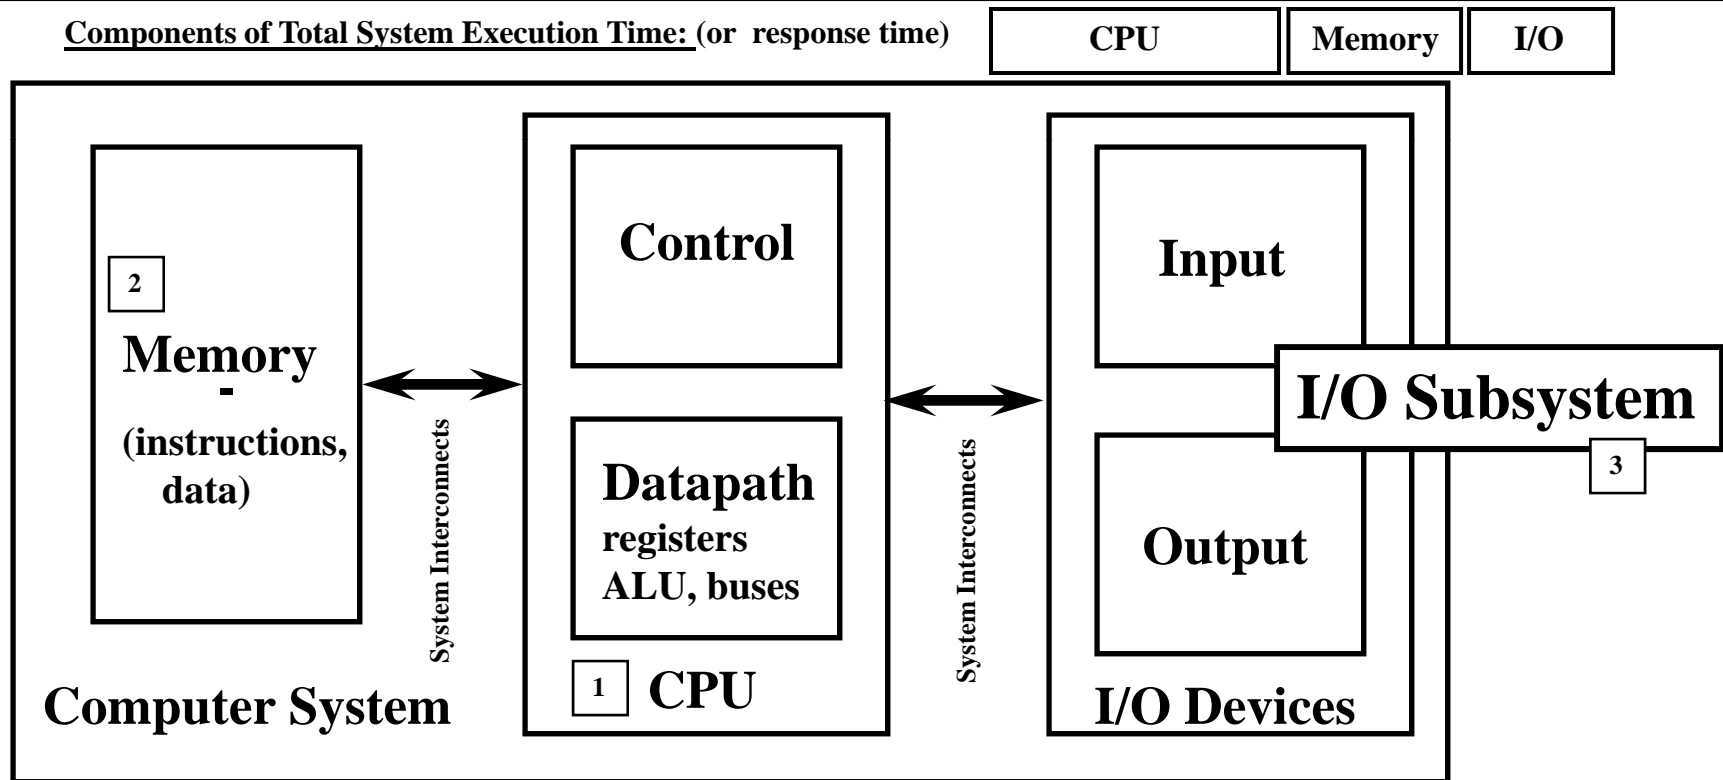 Components of Total System Execution Time: (or response time)
CPU
Memory
I/O
2
Memory
-
(instructions,
data)
System Interconnects
Control
Datapath
registers
ALU, buses
1
CPU
System Interconnects
Input
I/O Subsystem
3
Output
I/O Devices
Computer System